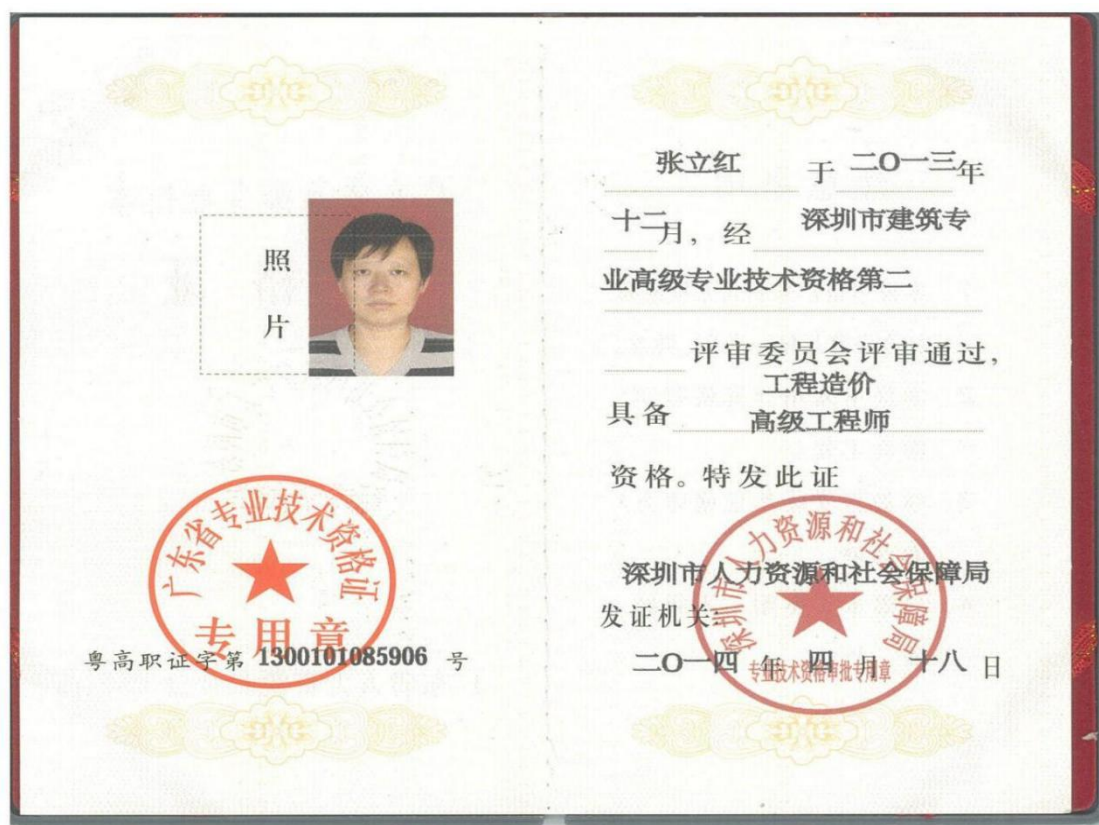 照
片
广东省专业技术资格证
专用章
粤高职证字第 1300101085906 号
张立红 于 二O一三年
十二月，经 深圳市建筑专
业高级专业技术资格第二
评审委员会评审通过，
工程造价
具备 高级工程师
资格。特发此证
深圳市人力资源和社会保障局
深圳市人力资源和社会保障局
发证机关：
二O一四 年 四 月 十八 日
专业技术资格审批专用章